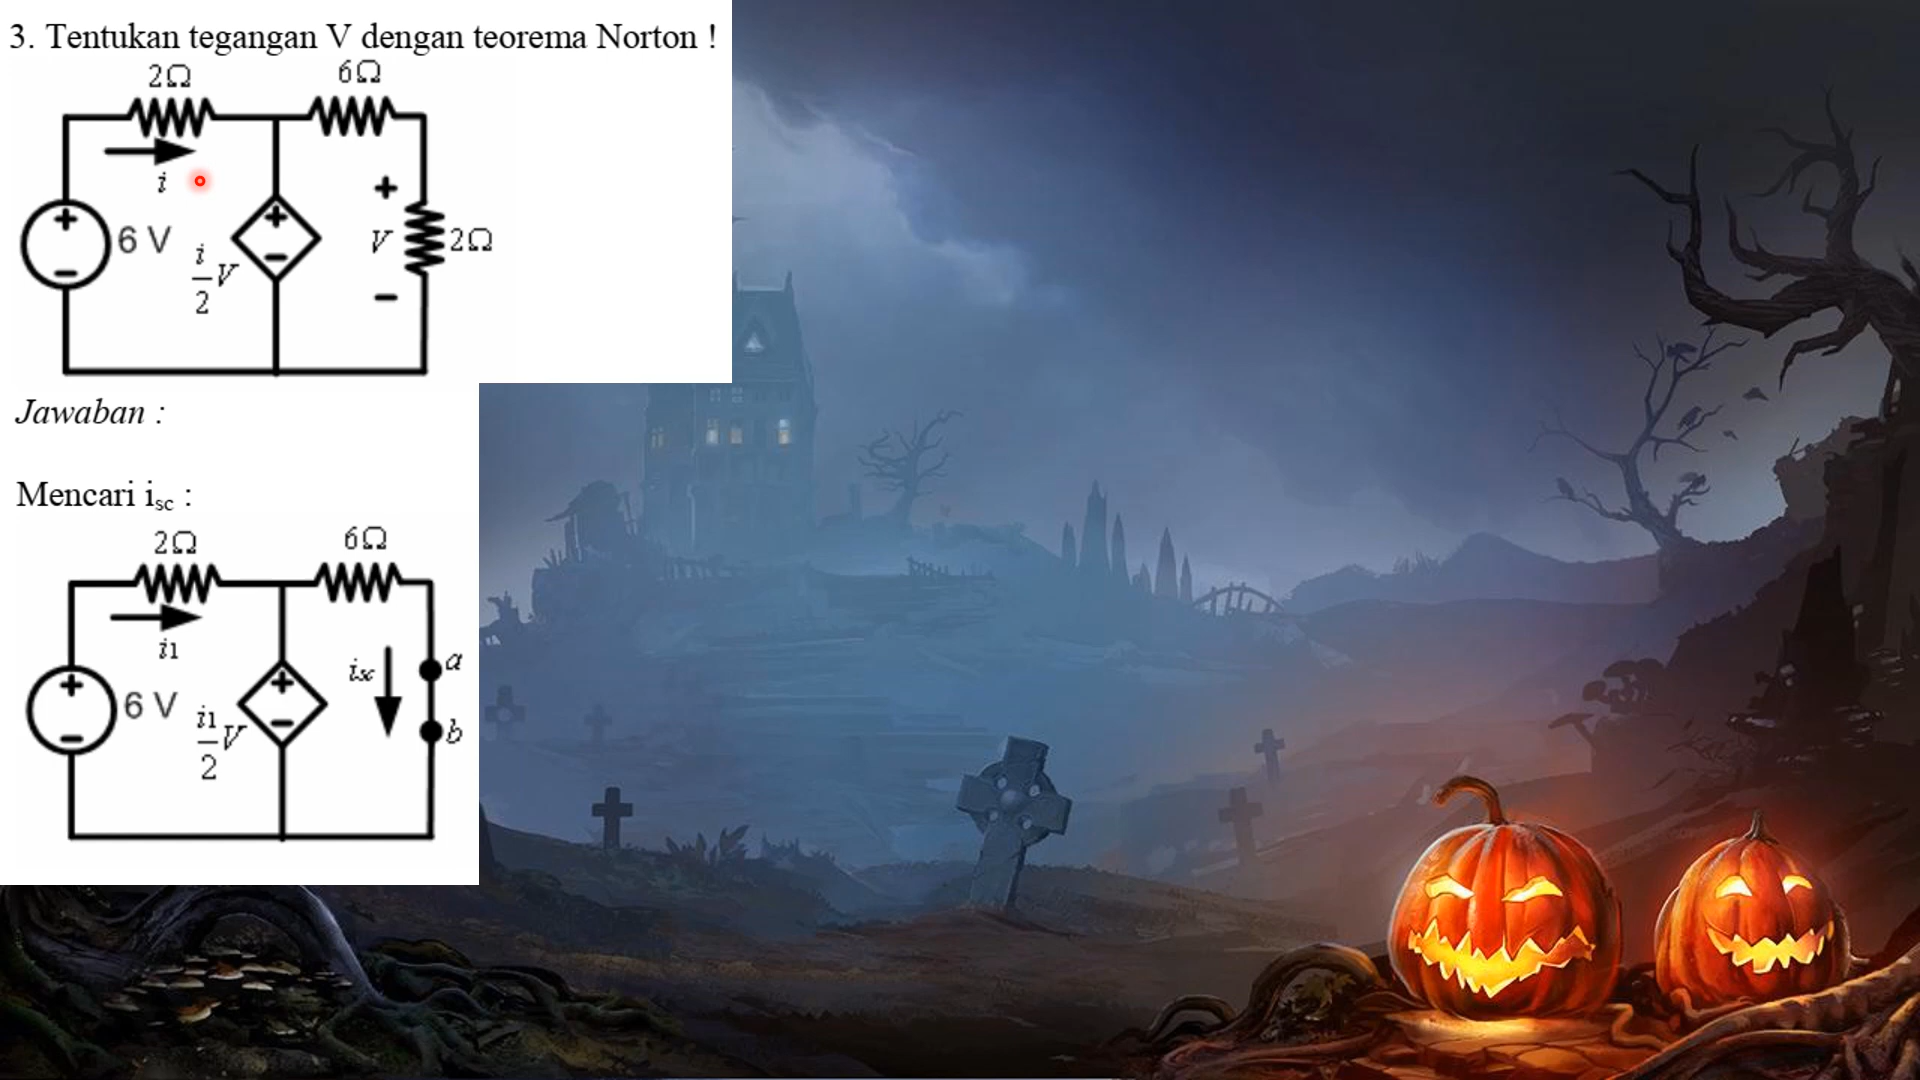 3. Tentukan tegangan V dengan teorema Norton !
2Ω 6Ω
i
+
+ 6 V + V 2Ω
i/2 V
− − −
Jawaban :
Mencari isc :
2Ω 6Ω
i1
isc a
+ 6 V + b
i1/2 V
− −